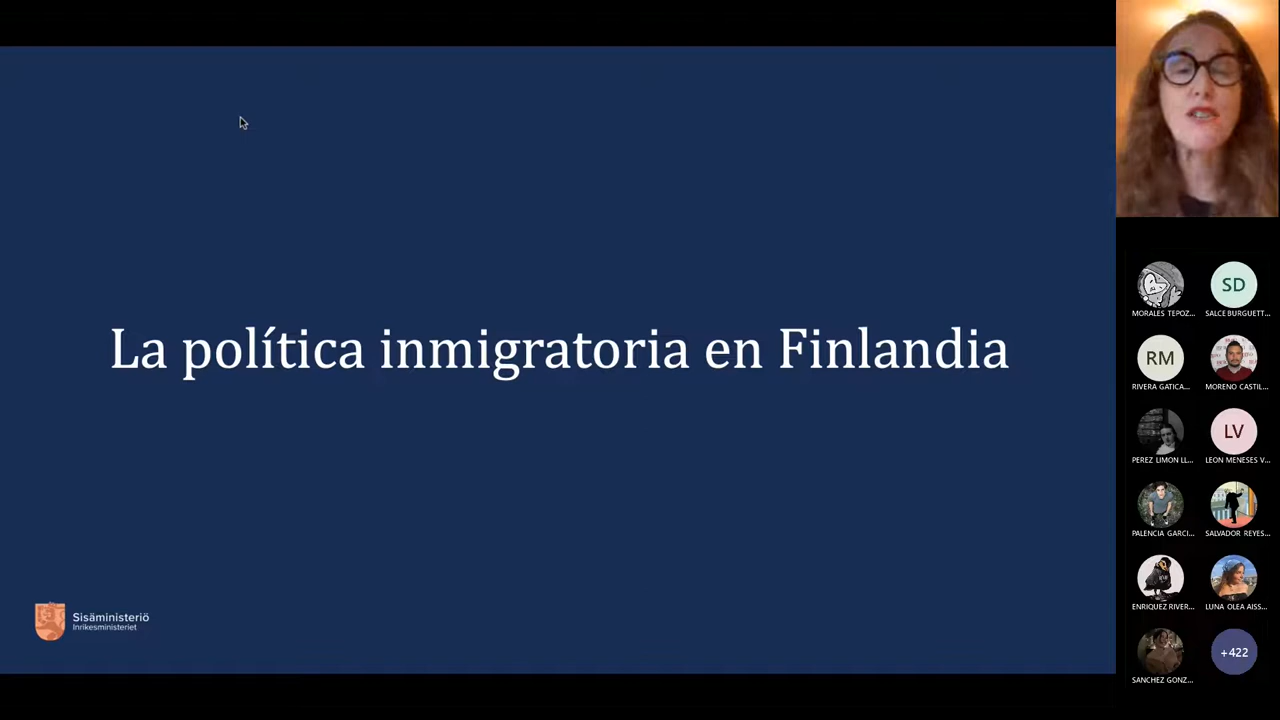 La política inmigratoria en Finlandia
Sisäministeriö
Inrikesministeriet
MORALES TEPOZ...
SALCE BURGUETT...
SD
RM
RIVERA GATICA...
MORENO CASTIL...
LV
PEREZ LIMON LL...
LEON MENESES V...
PALENCIA GARCI...
SALVADOR REYES...
ENRIQUEZ RIVER...
LUNA OLEA AISS...
+422
SANCHEZ GONZ...